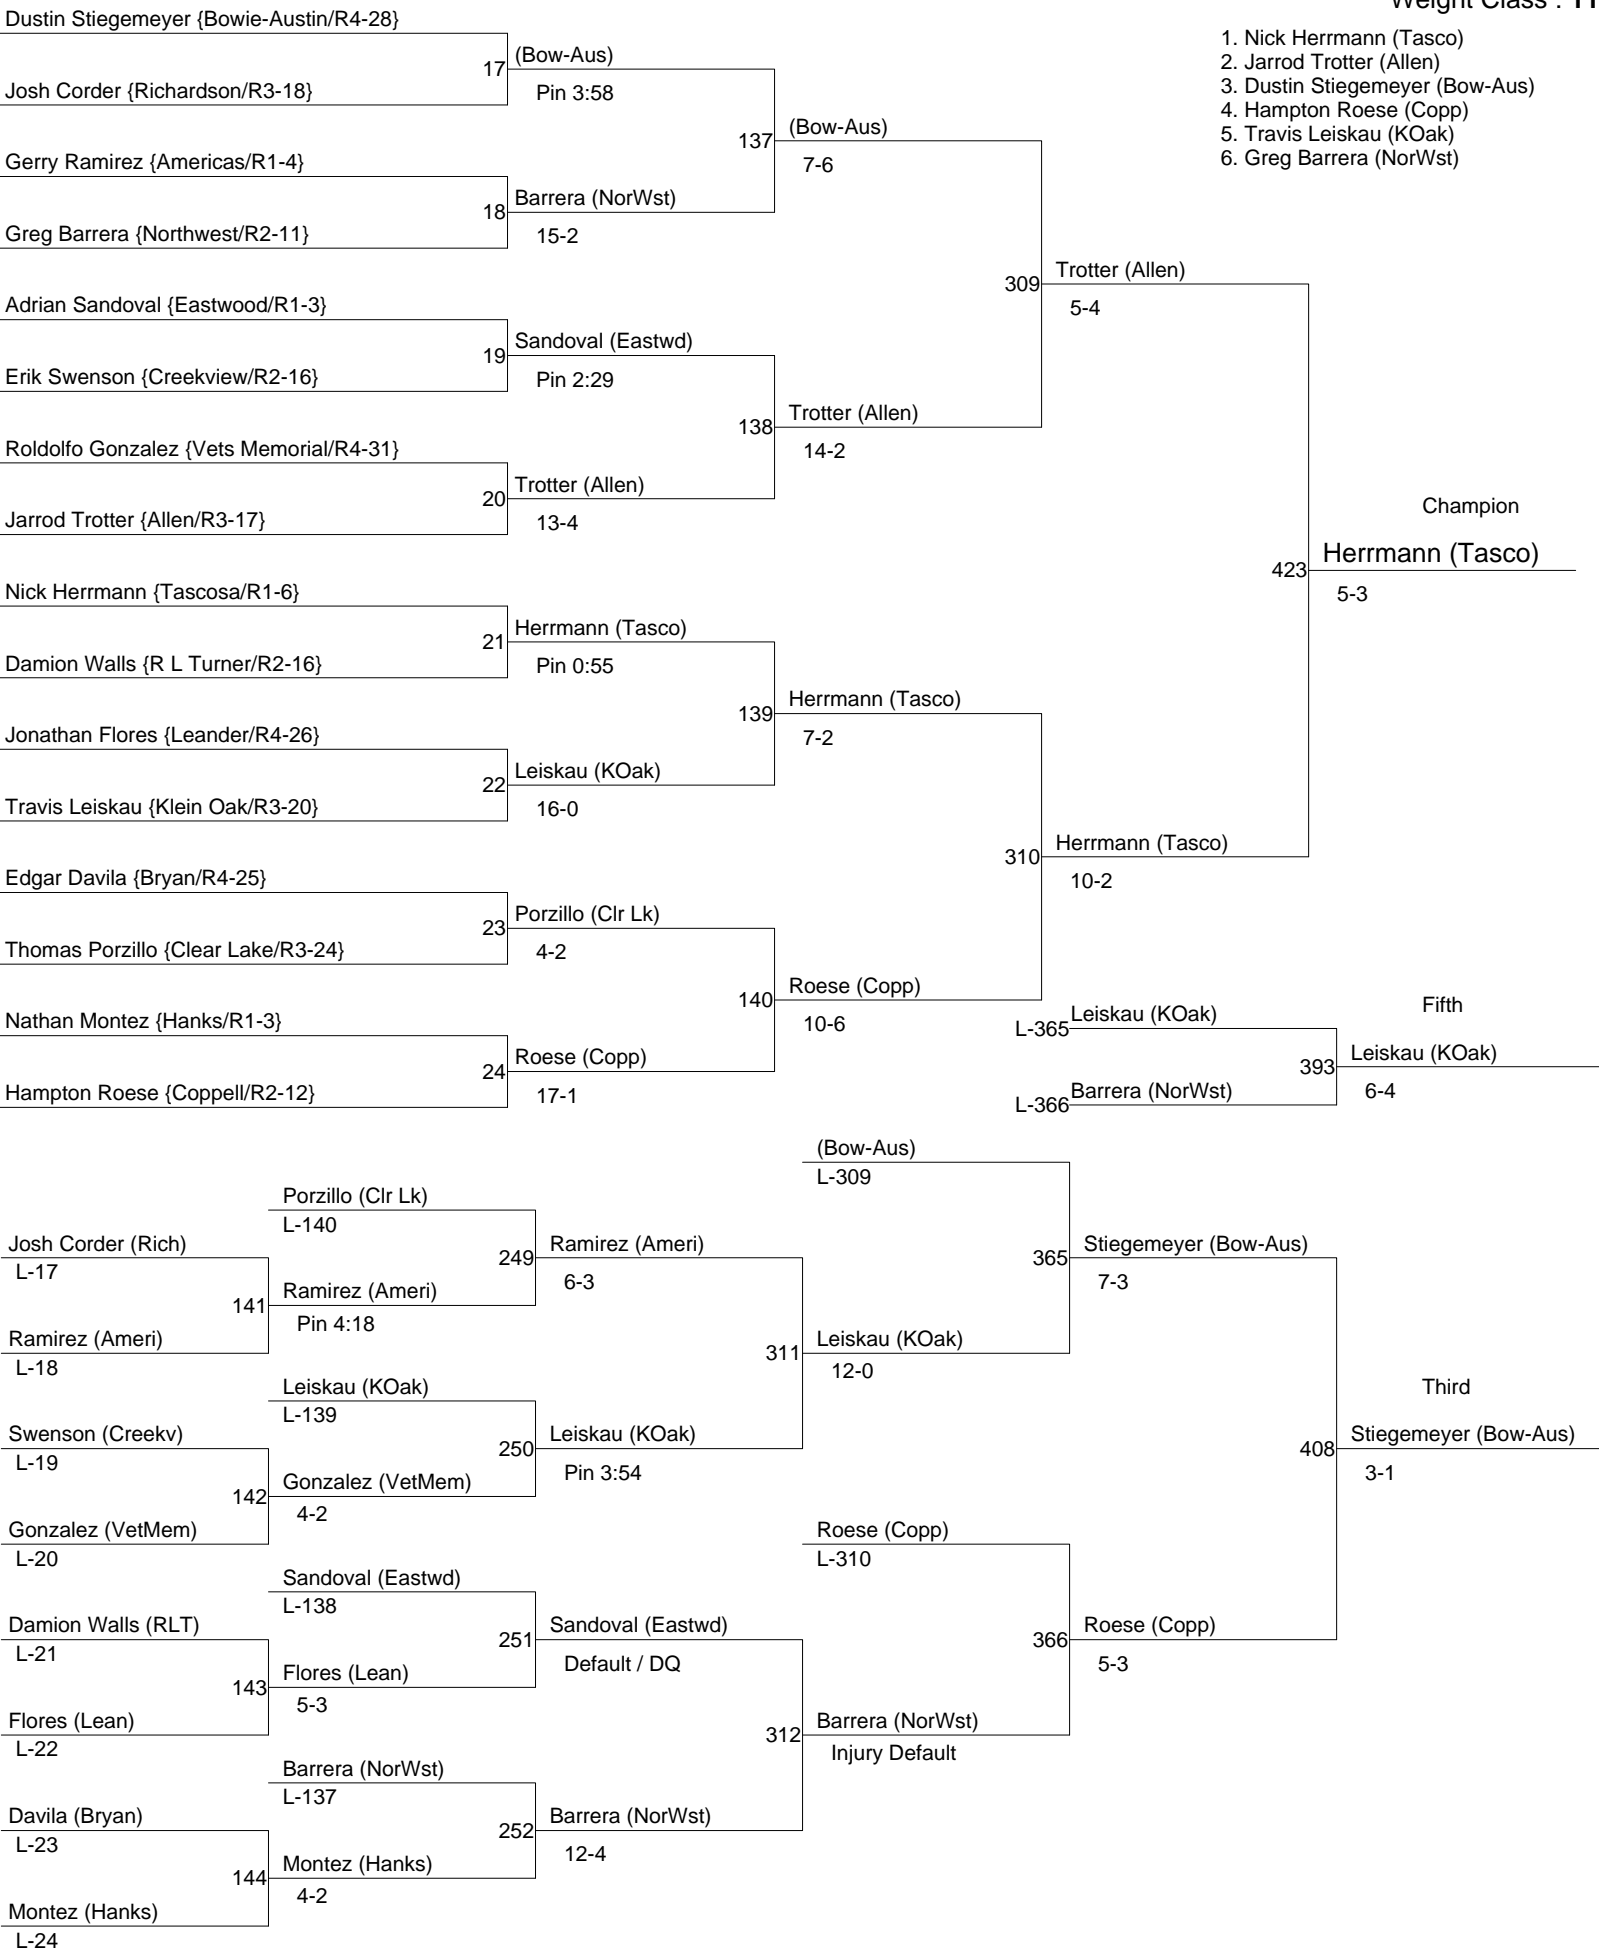 Weight Class :
1. Nick Herrmann (Tasco)
2. Jarrod Trotter (Allen)
3. Dustin Stiegemeyer (Bow-Aus)
4. Hampton Roese (Copp)
5. Travis Leiskau (KOak)
6. Greg Barrera (NorWst)
Dustin Stiegemeyer {Bowie-Austin/R4-28}
17
(Bow-Aus)
Pin 3:58
Josh Corder {Richardson/R3-18}
137
(Bow-Aus)
7-6
Gerry Ramirez {Americas/R1-4}
18
Barrera (NorWst)
15-2
Greg Barrera {Northwest/R2-11}
309
Trotter (Allen)
5-4
Adrian Sandoval {Eastwood/R1-3}
19
Sandoval (Eastwd)
Pin 2:29
Erik Swenson {Creekview/R2-16}
138
Trotter (Allen)
14-2
Roldolfo Gonzalez {Vets Memorial/R4-31}
20
Trotter (Allen)
13-4
Jarrod Trotter {Allen/R3-17}
Champion
423
Herrmann (Tasco)
5-3
Nick Herrmann {Tascosa/R1-6}
21
Herrmann (Tasco)
Pin 0:55
Damion Walls {R L Turner/R2-16}
139
Herrmann (Tasco)
7-2
Jonathan Flores {Leander/R4-26}
22
Leiskau (KOak)
16-0
Travis Leiskau {Klein Oak/R3-20}
310
Herrmann (Tasco)
10-2
Edgar Davila {Bryan/R4-25}
23
Porzillo (Clr Lk)
4-2
Thomas Porzillo {Clear Lake/R3-24}
140
Roese (Copp)
10-6
Nathan Montez {Hanks/R1-3}
24
Roese (Copp)
17-1
Hampton Roese {Coppell/R2-12}
Fifth
L-365
Leiskau (KOak)
393
Leiskau (KOak)
6-4
L-366
Barrera (NorWst)
(Bow-Aus)
L-309
Porzillo (Clr Lk)
L-140
Josh Corder (Rich)
L-17
249
Ramirez (Ameri)
6-3
365
Stiegemeyer (Bow-Aus)
7-3
141
Ramirez (Ameri)
Pin 4:18
Ramirez (Ameri)
L-18
311
Leiskau (KOak)
12-0
Leiskau (KOak)
L-139
Third
Swenson (Creekv)
L-19
250
Leiskau (KOak)
Pin 3:54
408
Stiegemeyer (Bow-Aus)
3-1
142
Gonzalez (VetMem)
4-2
Gonzalez (VetMem)
L-20
Roese (Copp)
L-310
Sandoval (Eastwd)
L-138
Damion Walls (RLT)
L-21
251
Sandoval (Eastwd)
Default / DQ
366
Roese (Copp)
5-3
143
Flores (Lean)
5-3
Flores (Lean)
L-22
312
Barrera (NorWst)
Injury Default
Barrera (NorWst)
L-137
Davila (Bryan)
L-23
252
Barrera (NorWst)
12-4
144
Montez (Hanks)
4-2
Montez (Hanks)
L-24